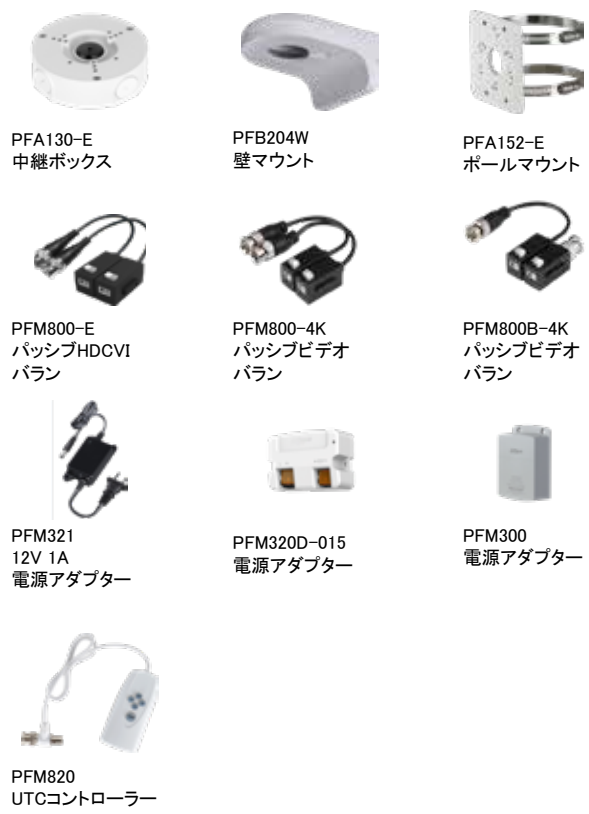 PFA130-E
中継ボックス
PFB204W
壁マウント
PFA152-E
ポールマウント
PFM800-E
パッシブHDCVI
バラン
PFM800-4K
パッシブビデオ
バラン
PFM800B-4K
パッシブビデオ
バラン
PFM321
12V 1A
電源アダプター
PFM320D-015
電源アダプター
PFM300
電源アダプター
PFM820
UTCコントローラー